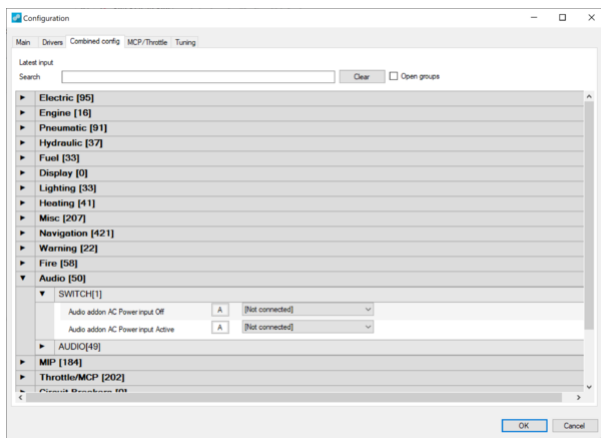 Configuration
Main Drivers Combined config MCP/Throttle Tuning
Latest input
Search Clear Open groups
Electric [95]
Engine [16]
Pneumatic [91]
Hydraulic [37]
Fuel [33]
Display [0]
Lighting [33]
Heating [41]
Misc [207]
Navigation [421]
Warning [22]
Fire [58]
Audio [50]
SWITCH[1]
Audio addon AC Power input Off A [Not connected]
Audio addon AC Power input Active A [Not connected]
AUDIO[49]
MIP [184]
Throttle/MCP [202]
Circuit Breakers [0]
OK Cancel